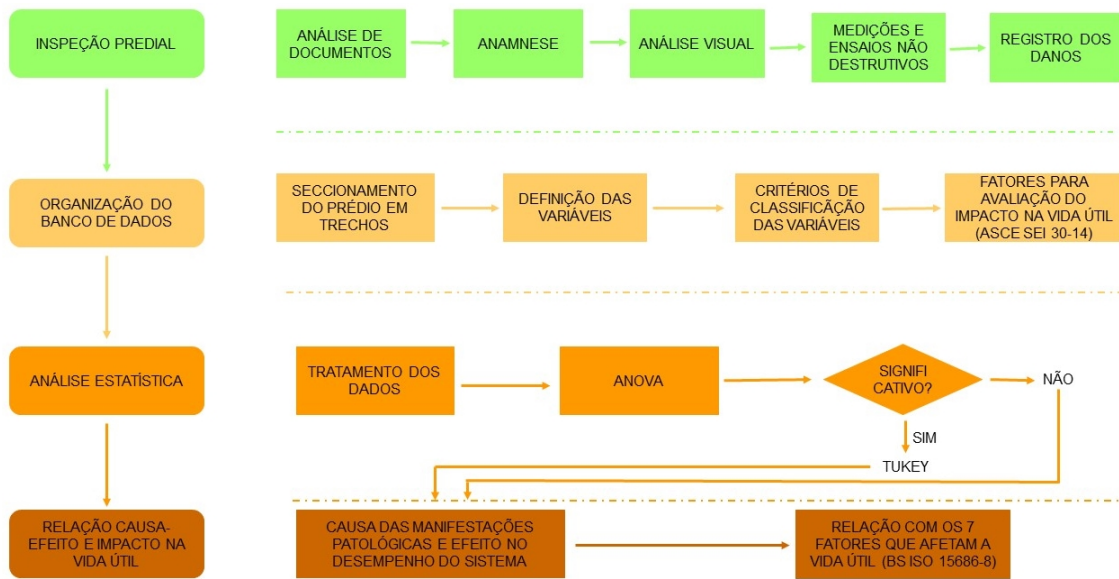 INSPEÇÃO PREDIAL
ANÁLISE DE
DOCUMENTOS
ANAMNESE
ANÁLISE VISUAL
MEDIÇÕES E
ENSAIOS NÃO
DESTRUTIVOS
REGISTRO DOS
DANOS
ORGANIZAÇÃO DO
BANCO DE DADOS
SECCIONAMENTO
DO PRÉDIO EM
TRECHOS
DEFINIÇÃO DAS
VARIÁVEIS
CRITÉRIOS DE
CLASSIFICAÇÃO
DAS VARIÁVEIS
FATORES PARA
AVALIAÇÃO DO
IMPACTO NA VIDA ÚTIL
(ASCE SEI 30-14)
ANÁLISE ESTATÍSTICA
TRATAMENTO DOS
DADOS
ANOVA
SIGNIFI
CATIVO?
NÃO
SIM
TUKEY
RELAÇÃO CAUSA-
EFEITO E IMPACTO NA
VIDA ÚTIL
CAUSA DAS MANIFESTAÇÕES
PATOLÓGICAS E EFEITO NO
DESEMPENHO DO SISTEMA
RELAÇÃO COM OS 7
FATORES QUE AFETAM A
VIDA ÚTIL (BS ISO 15686-8)